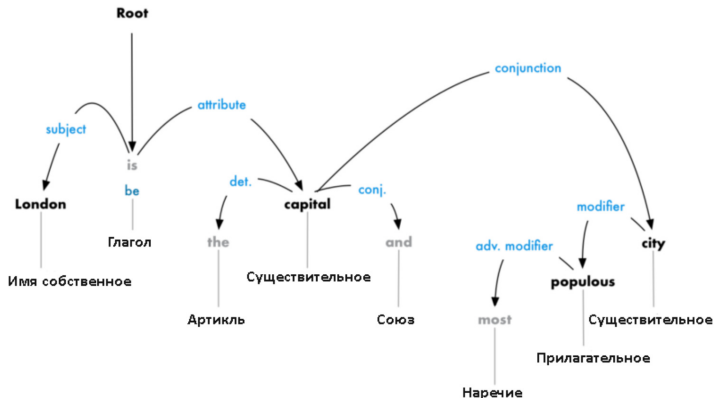 Root
conjunction
attribute
subject
is
det.
be
conj.
London
capital
modifier
Глагол
the
and
adv. modifier
city
Имя собственное
Существительное
populous
Артикль
Союз
most
Существительное
Прилагательное
Наречие